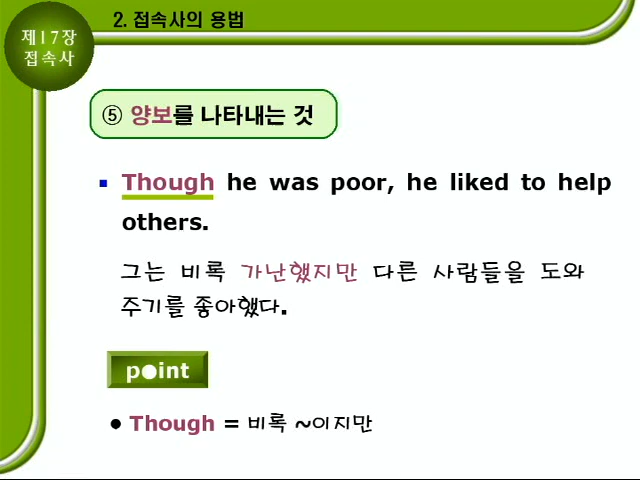 제17장
접속사
2. 접속사의 용법
⑤ 양보를 나타내는 것
▪ Though he was poor, he liked to help
others.
그는 비록 가난했지만 다른 사람들을 도와
주기를 좋아했다.
point
● Though = 비록 ~이지만